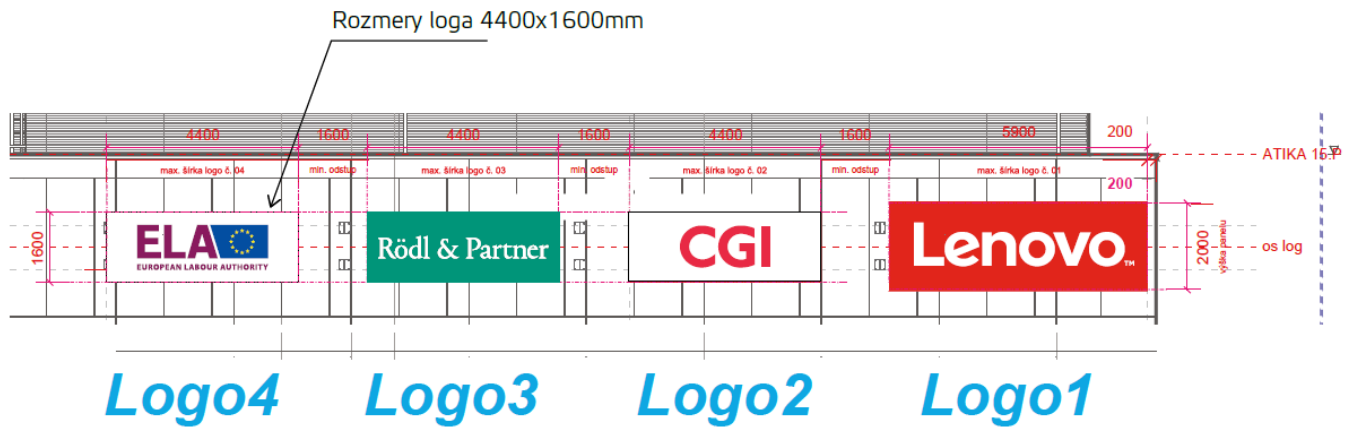 Rozmery loga 4400x1600mm
4400 1600 4400 1600 4400 1600 5900 200
ATIKA 15.P
max. šírka logo č. 04 min. odstup max. šírka logo č. 03 min. odstup max. šírka logo č. 02 min. odstup max. šírka logo č. 01
200
1600
ELA
EUROPEAN LABOUR AUTHORITY
Rödl & Partner
CGI
Lenovo™
2000
výška panelu
os log
Logo4 Logo3 Logo2 Logo1